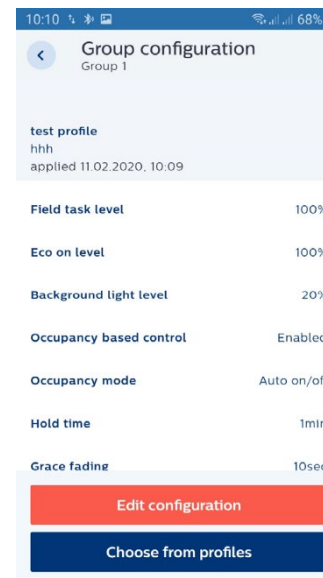 10:10 68%
Group configuration
Group 1
test profile
hhh
applied 11.02.2020, 10:09
Field task level 100%
Eco on level 100%
Background light level 20%
Occupancy based control Enabled
Occupancy mode Auto on/of
Hold time 1min
Grace fading 10sec
Edit configuration
Choose from profiles